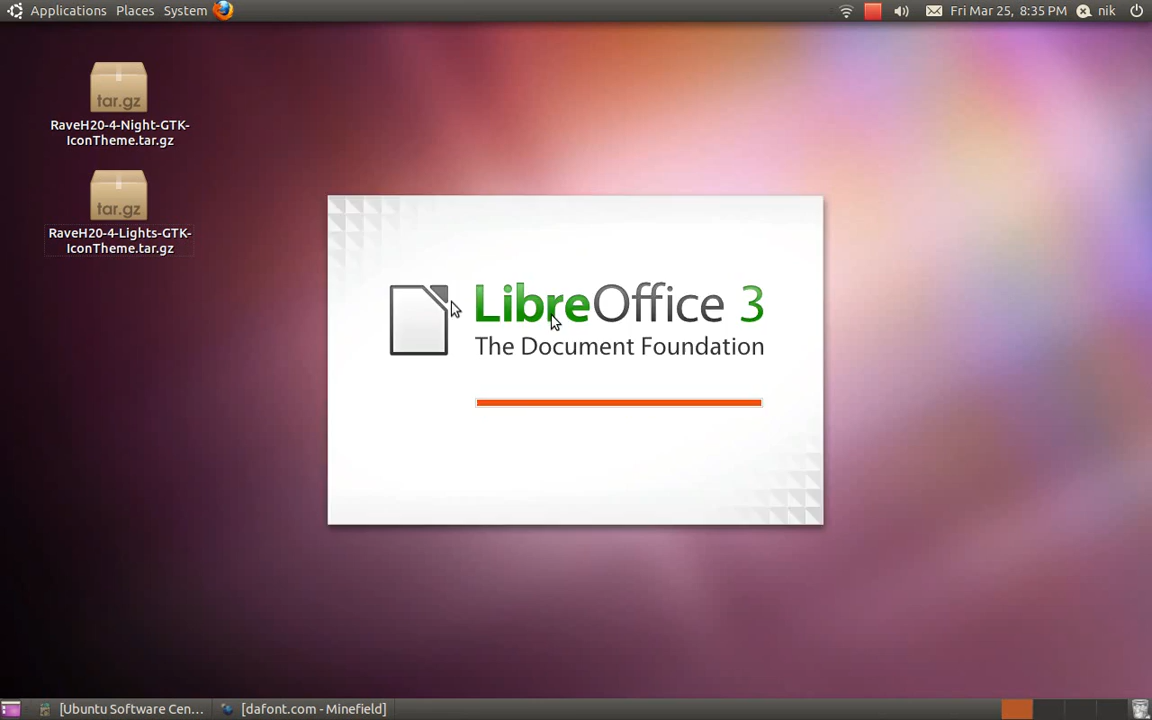 Applications Places System
Fri Mar 25, 8:35 PM nik
tar.gz
RaveH20-4-Night-GTK-
IconTheme.tar.gz
tar.gz
RaveH20-4-Lights-GTK-
IconTheme.tar.gz
LibreOffice 3
The Document Foundation
[Ubuntu Software Cen... [dafont.com - Minefield]